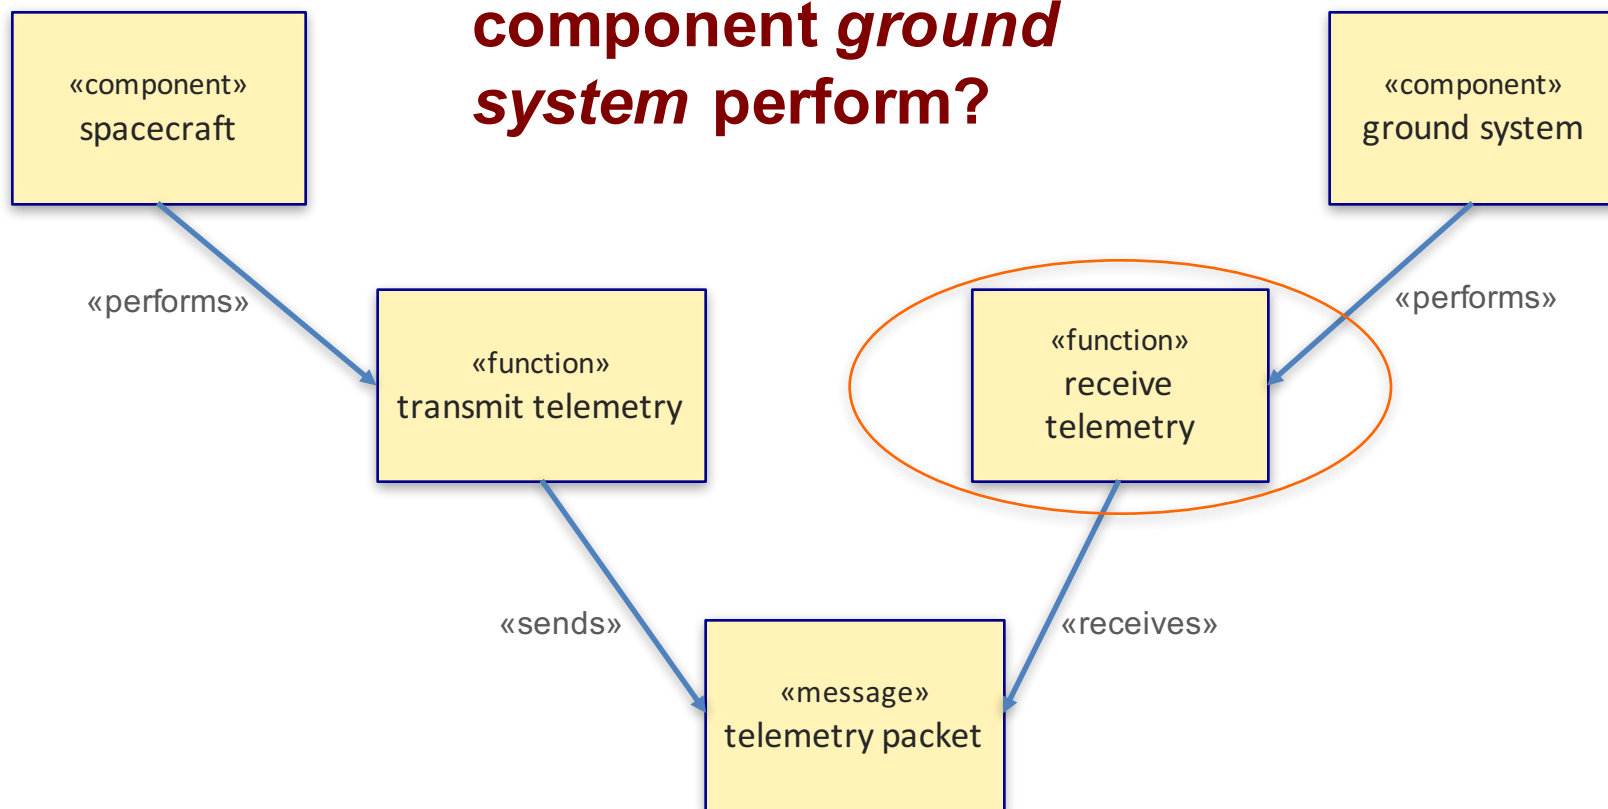 component ground
system perform?
«component»
spacecraft
«component»
ground system
«performs»
«performs»
«function»
transmit telemetry
«function»
receive
telemetry
«sends»
«receives»
«message»
telemetry packet